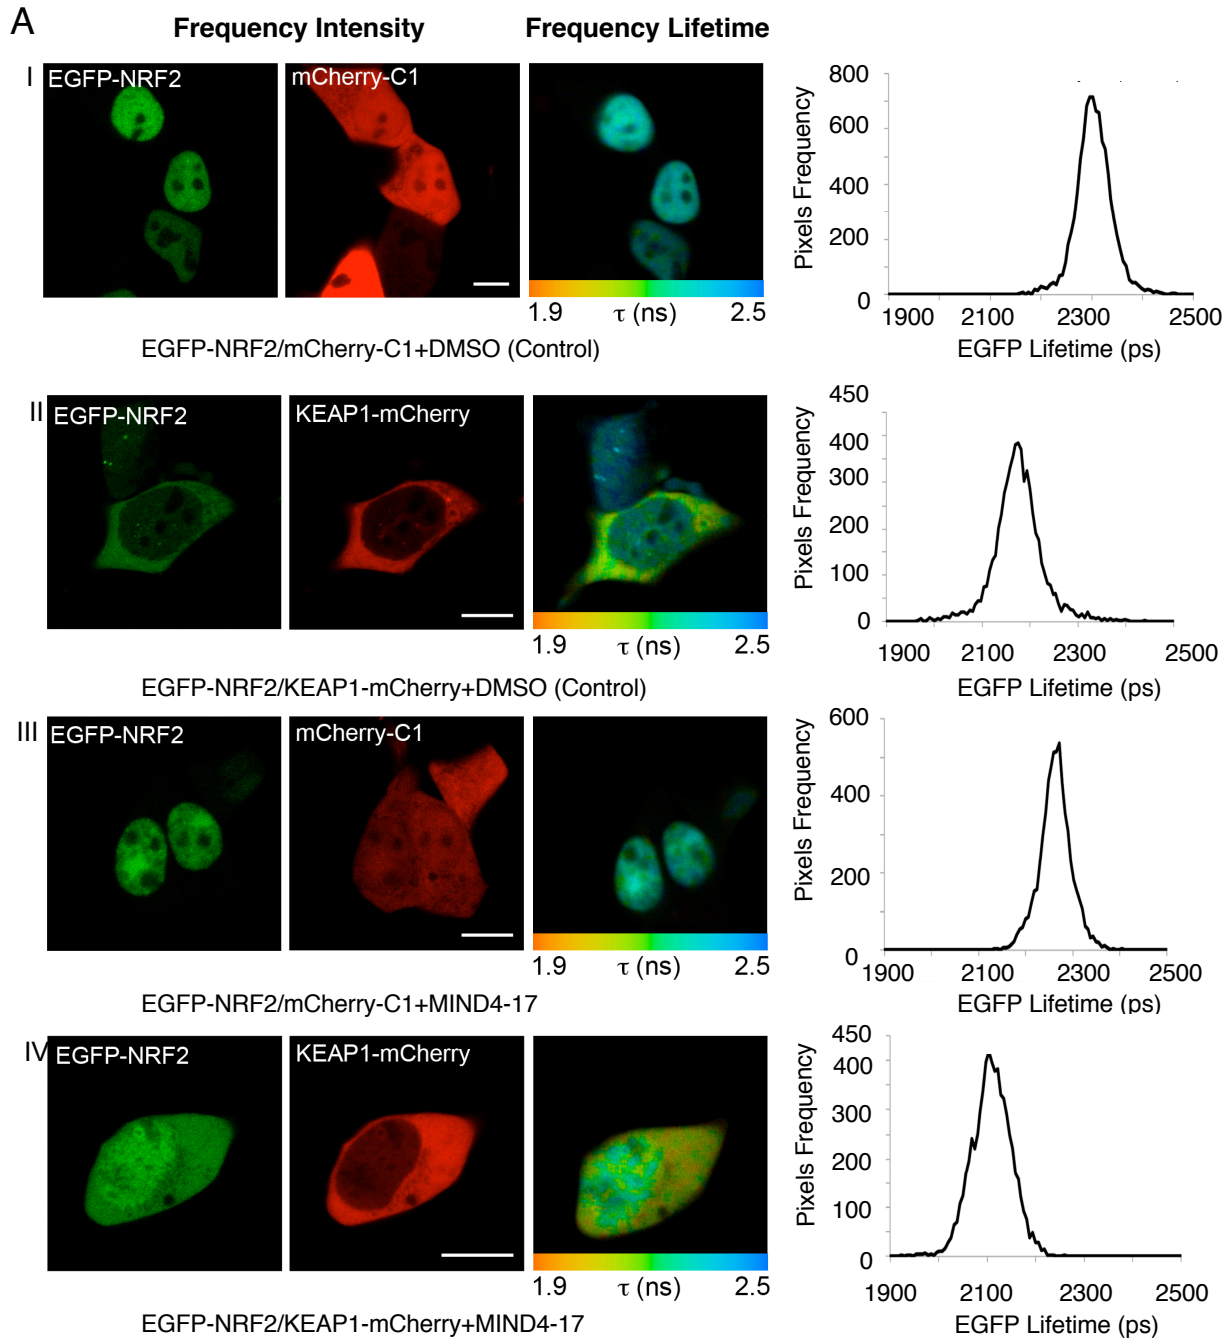 A
Frequency Intensity Frequency Lifetime
I EGFP-NRF2 mCherry-C1
1.9 τ (ns) 2.5
800
600
400
200
0
Pixels Frequency
1900 2100 2300 2500
EGFP Lifetime (ps)
EGFP-NRF2/mCherry-C1+DMSO (Control)
II EGFP-NRF2 KEAP1-mCherry
1.9 τ (ns) 2.5
450
400
300
200
100
0
Pixels Frequency
1900 2100 2300 2500
EGFP Lifetime (ps)
EGFP-NRF2/KEAP1-mCherry+DMSO (Control)
III EGFP-NRF2 mCherry-C1
1.9 τ (ns) 2.5
600
400
200
0
Pixels Frequency
1900 2100 2300 2500
EGFP Lifetime (ps)
EGFP-NRF2/mCherry-C1+MIND4-17
IV EGFP-NRF2 KEAP1-mCherry
1.9 τ (ns) 2.5
450
400
300
200
100
0
Pixels Frequency
1900 2100 2300 2500
EGFP Lifetime (ps)
EGFP-NRF2/KEAP1-mCherry+MIND4-17